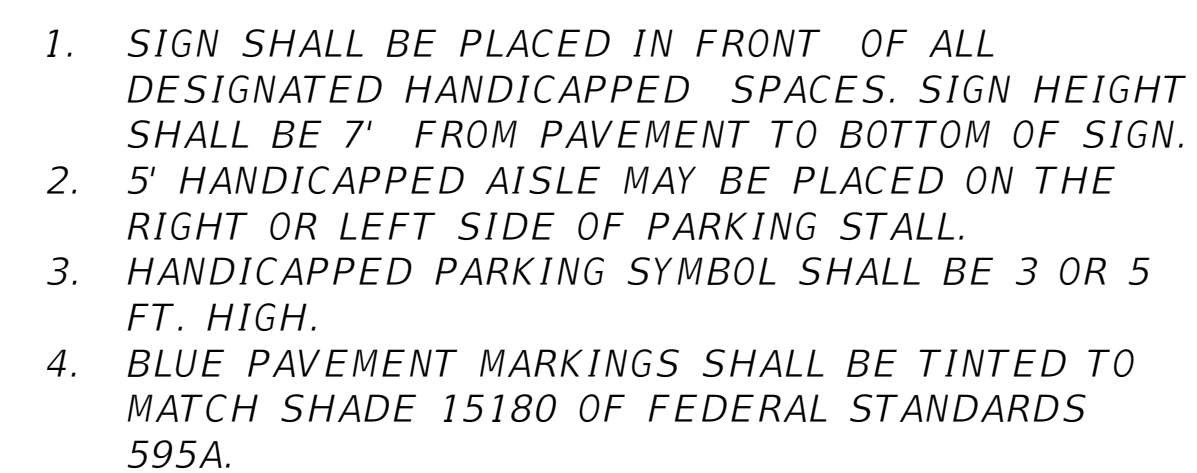 1. SIGN SHALL BE PLACED IN FRONT OF ALL
DESIGNATED HANDICAPPED SPACES. SIGN HEIGHT
SHALL BE 7' FROM PAVEMENT TO BOTTOM OF SIGN.
2. 5' HANDICAPPED AISLE MAY BE PLACED ON THE
RIGHT OR LEFT SIDE OF PARKING STALL.
3. HANDICAPPED PARKING SYMBOL SHALL BE 3 OR 5
FT. HIGH.
4. BLUE PAVEMENT MARKINGS SHALL BE TINTED TO
MATCH SHADE 15180 OF FEDERAL STANDARDS
595A.